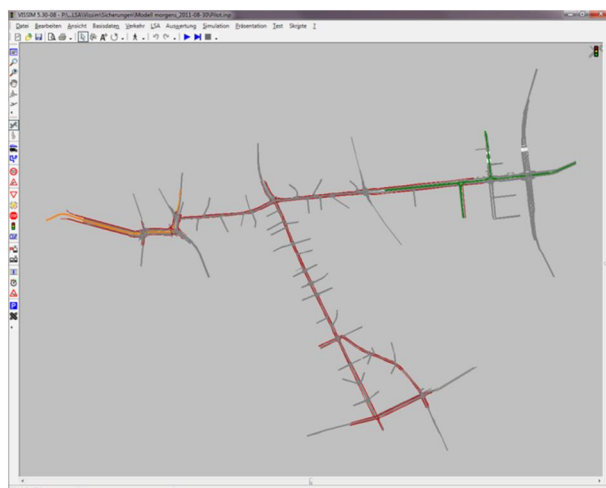 VISSIM 5.30-08 - P:\...LSA\Vissim\Sicherungen\Modell morgens_2011-08-30\Pilot.inp
Datei Bearbeiten Ansicht Basisdaten Verkehr LSA Auswertung Simulation Präsentation Test Skripte ?